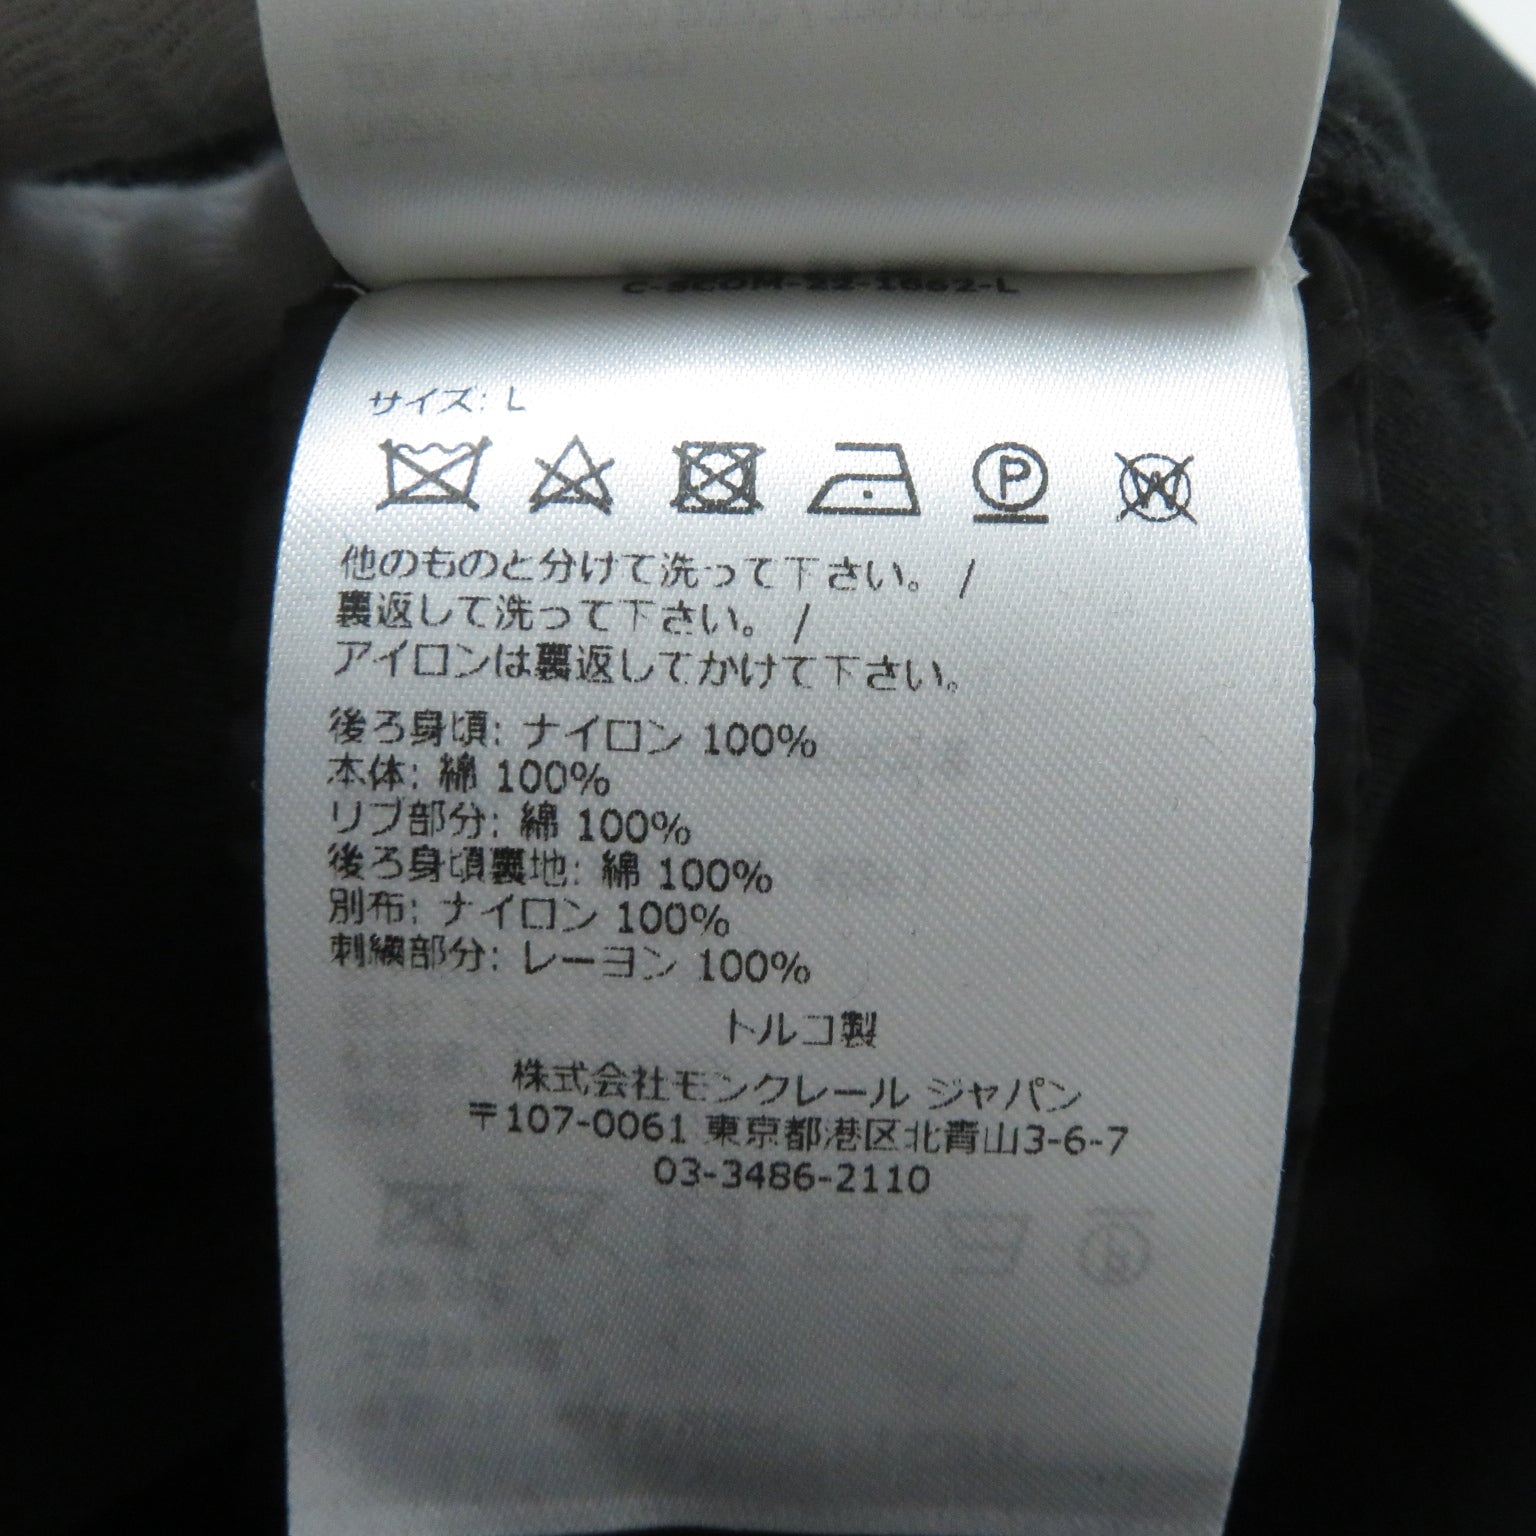 サイズ: L
P
W
他のものと分けて洗って下さい。 /
裏返しして洗って下さい。 /
アイロンは裏返ししてかけて下さい。
後ろ身頃: ナイロン 100%
本体: 綿 100%
リブ部分: 綿 100%
後ろ身頃裏地: 綿 100%
別布: ナイロン 100%
刺繍部分: レーヨン 100%
トルコ製
株式会社モンクレール ジャパン
〒107-0061 東京都港区北青山3-6-7
03-3486-2110